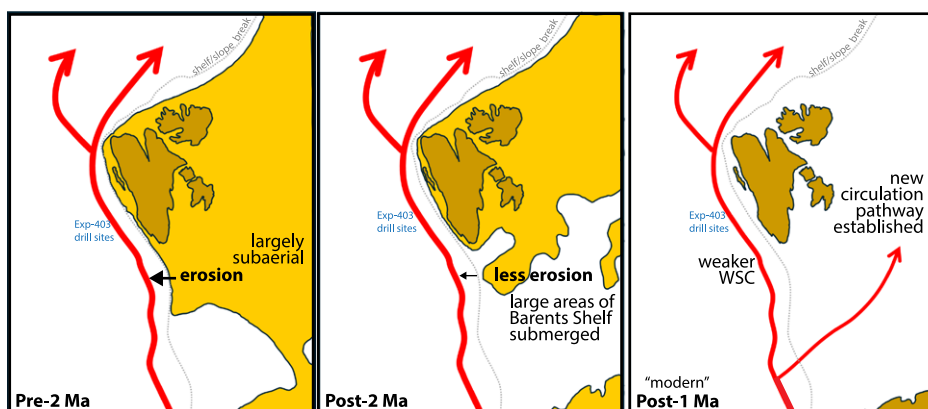 shelf/slope break
Exp-403
drill sites
largely
subaerial
erosion
Pre-2 Ma
shelf/slope break
Exp-403
drill sites
less erosion
large areas of
Barents Shelf
submerged
Post-2 Ma
shelf/slope break
new
circulation
pathway
established
Exp-403
drill sites
weaker
WSC
"modern"
Post-1 Ma